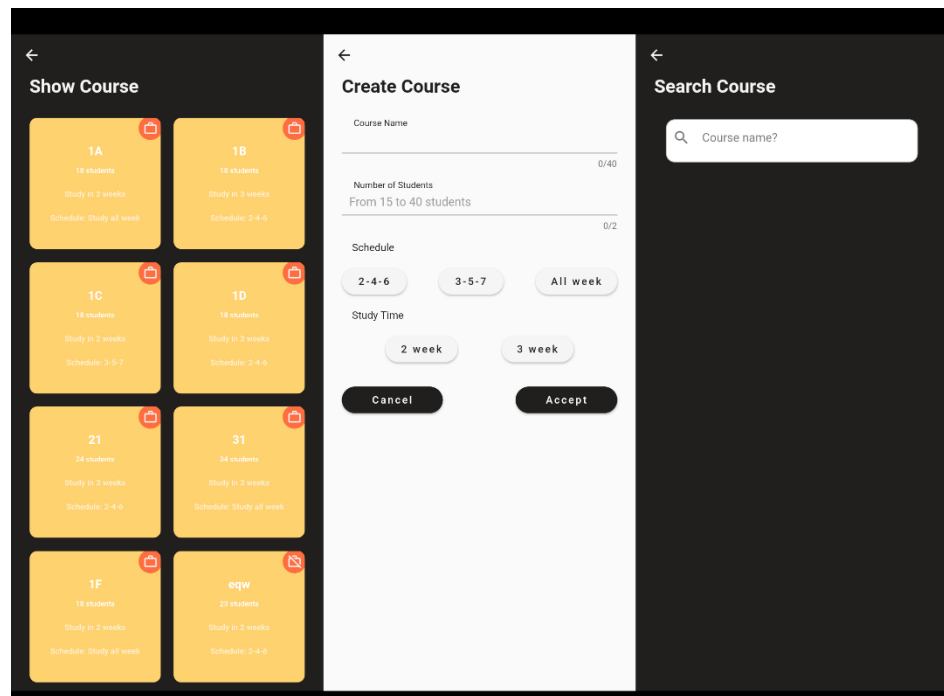 Show Course
1A
18 students
Study in 3 weeks
Schedule: Study all week
1B
18 students
Study in 3 weeks
Schedule: 2-4-6
1C
18 students
Study in 2 weeks
Schedule: 3-5-7
1D
18 students
Study in 3 weeks
Schedule: 2-4-6
21
24 students
Study in 3 weeks
Schedule: 2-4-6
31
34 students
Study in 3 weeks
Schedule: Study all week
1F
18 students
Study in 2 weeks
Schedule: Study all week
eqw
23 students
Study in 2 weeks
Schedule: 2-4-6
Create Course
Course Name
0/40
Number of Students
From 15 to 40 students
0/2
Schedule
2-4-6 3-5-7 All week
Study Time
2 week 3 week
Cancel Accept
Search Course
Course name?